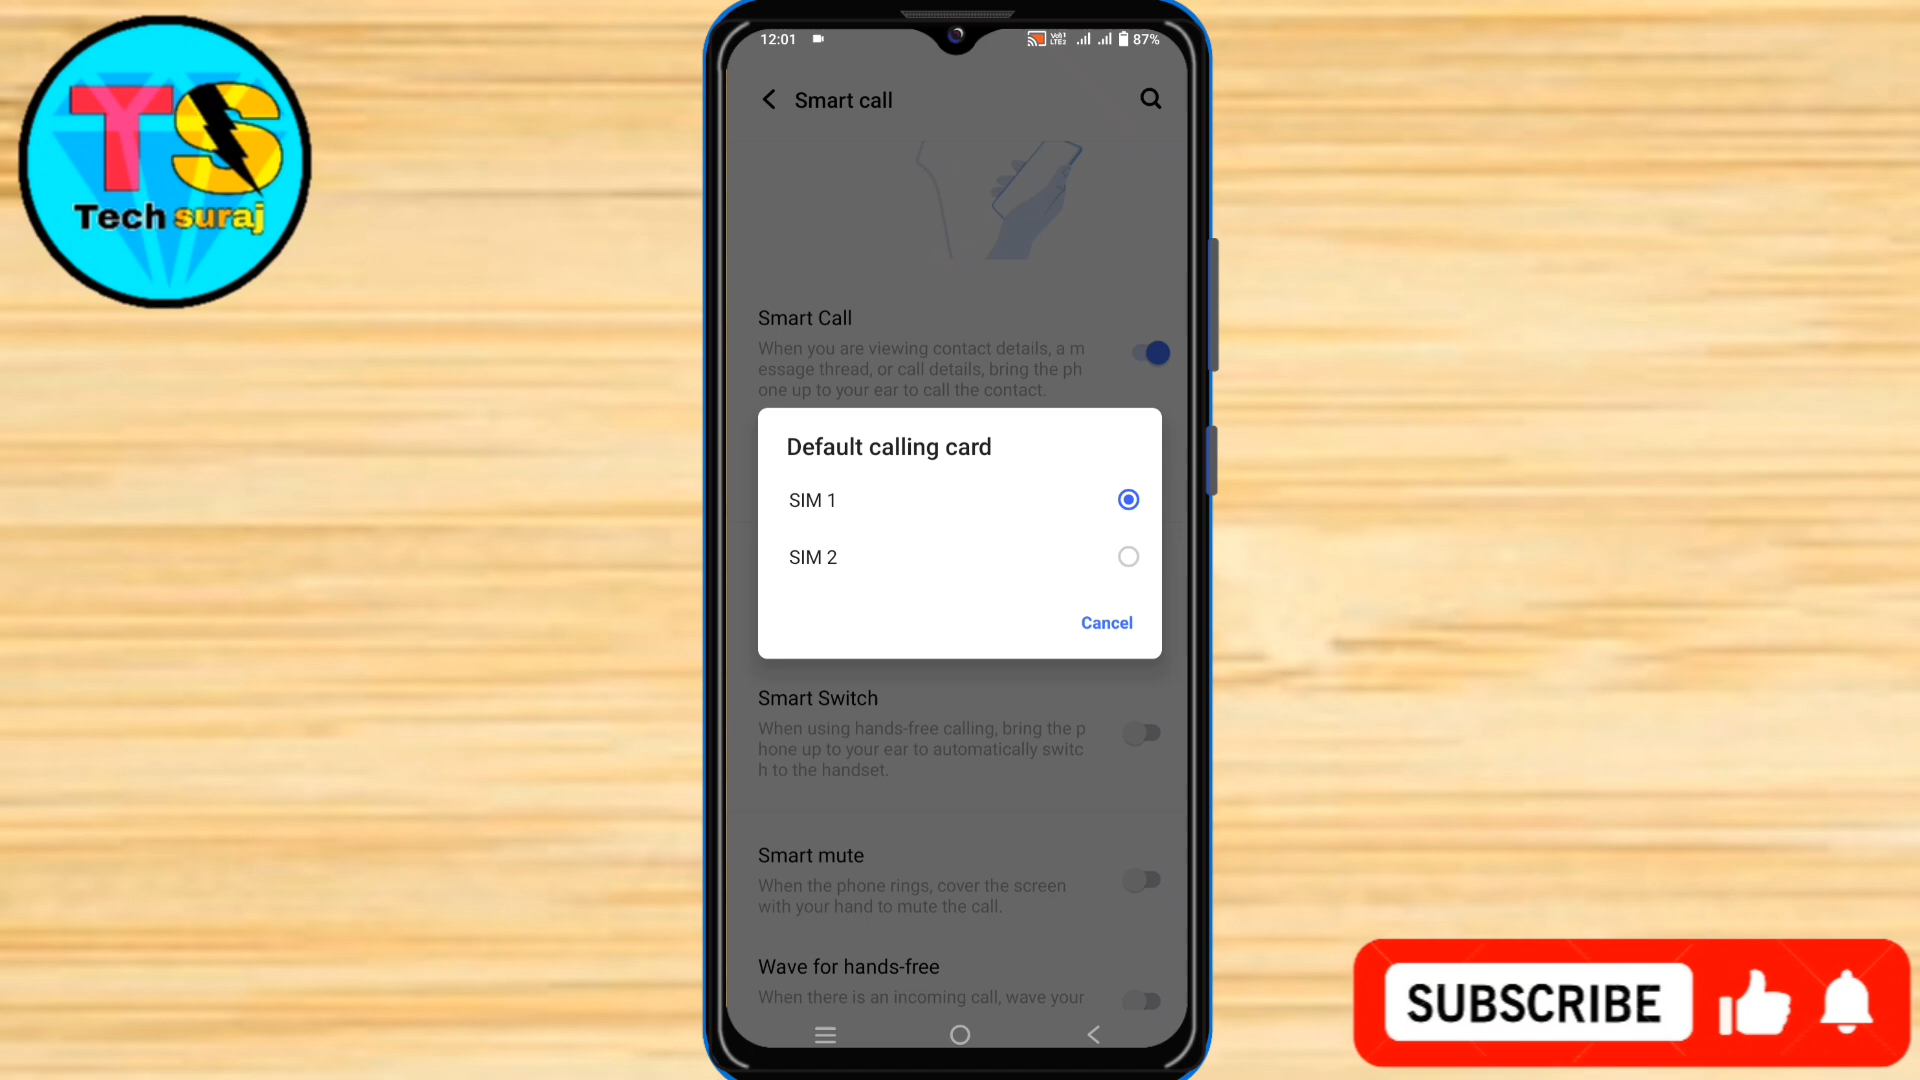 TS
Tech suraj
12:01
Vo1
LTE2
87%
Smart call
Smart Call
When you are viewing contact details, a m
essage thread, or call details, bring the ph
one up to your ear to call the contact.
Default calling card
SIM 1
SIM 2
Cancel
Smart Switch
When using hands-free calling, bring the p
hone up to your ear to automatically switc
h to the handset.
Smart mute
When the phone rings, cover the screen
with your hand to mute the call.
Wave for hands-free
When there is an incoming call, wave your
SUBSCRIBE